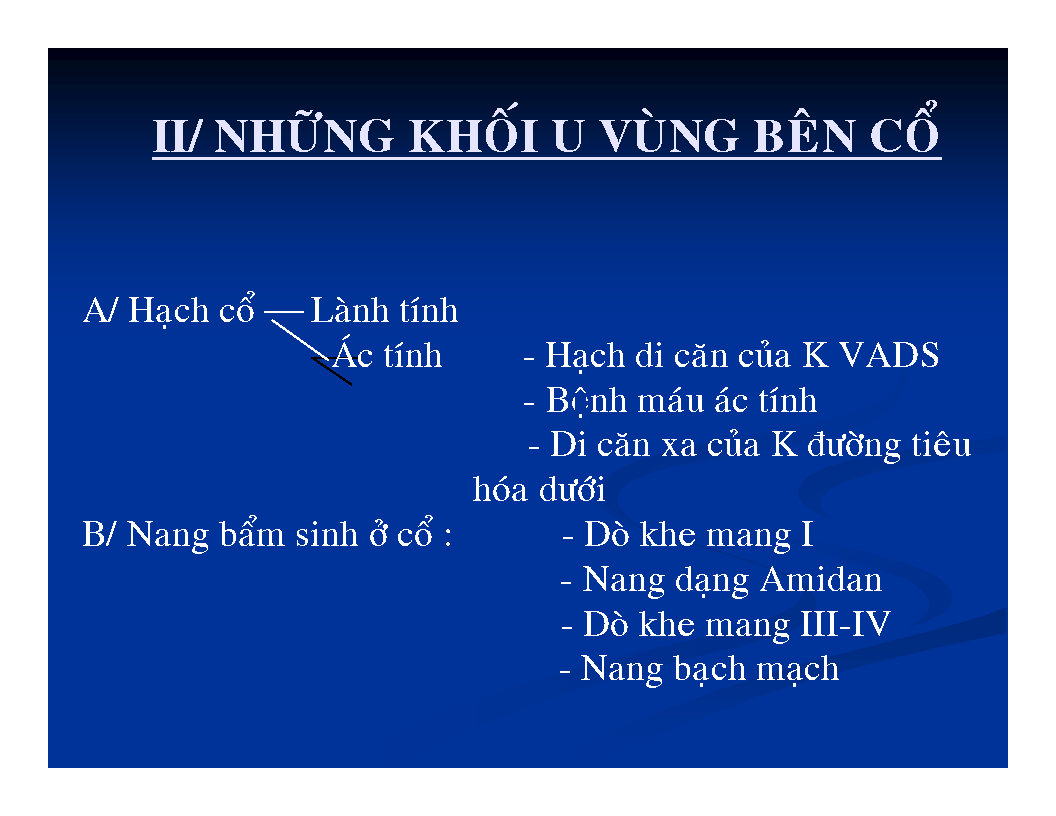 II/ NHỮNG KHỐI U VÙNG BÊN CỔ
A/ Hạch cổ — Lành tính
-Ác tính - Hạch di căn của K VADS
- Bệnh máu ác tính
- Di căn xa của K đường tiêu
hóa dưới
B/ Nang bẩm sinh ở cổ : - Dò khe mang I
- Nang dạng Amidan
- Dò khe mang III-IV
- Nang bạch mạch